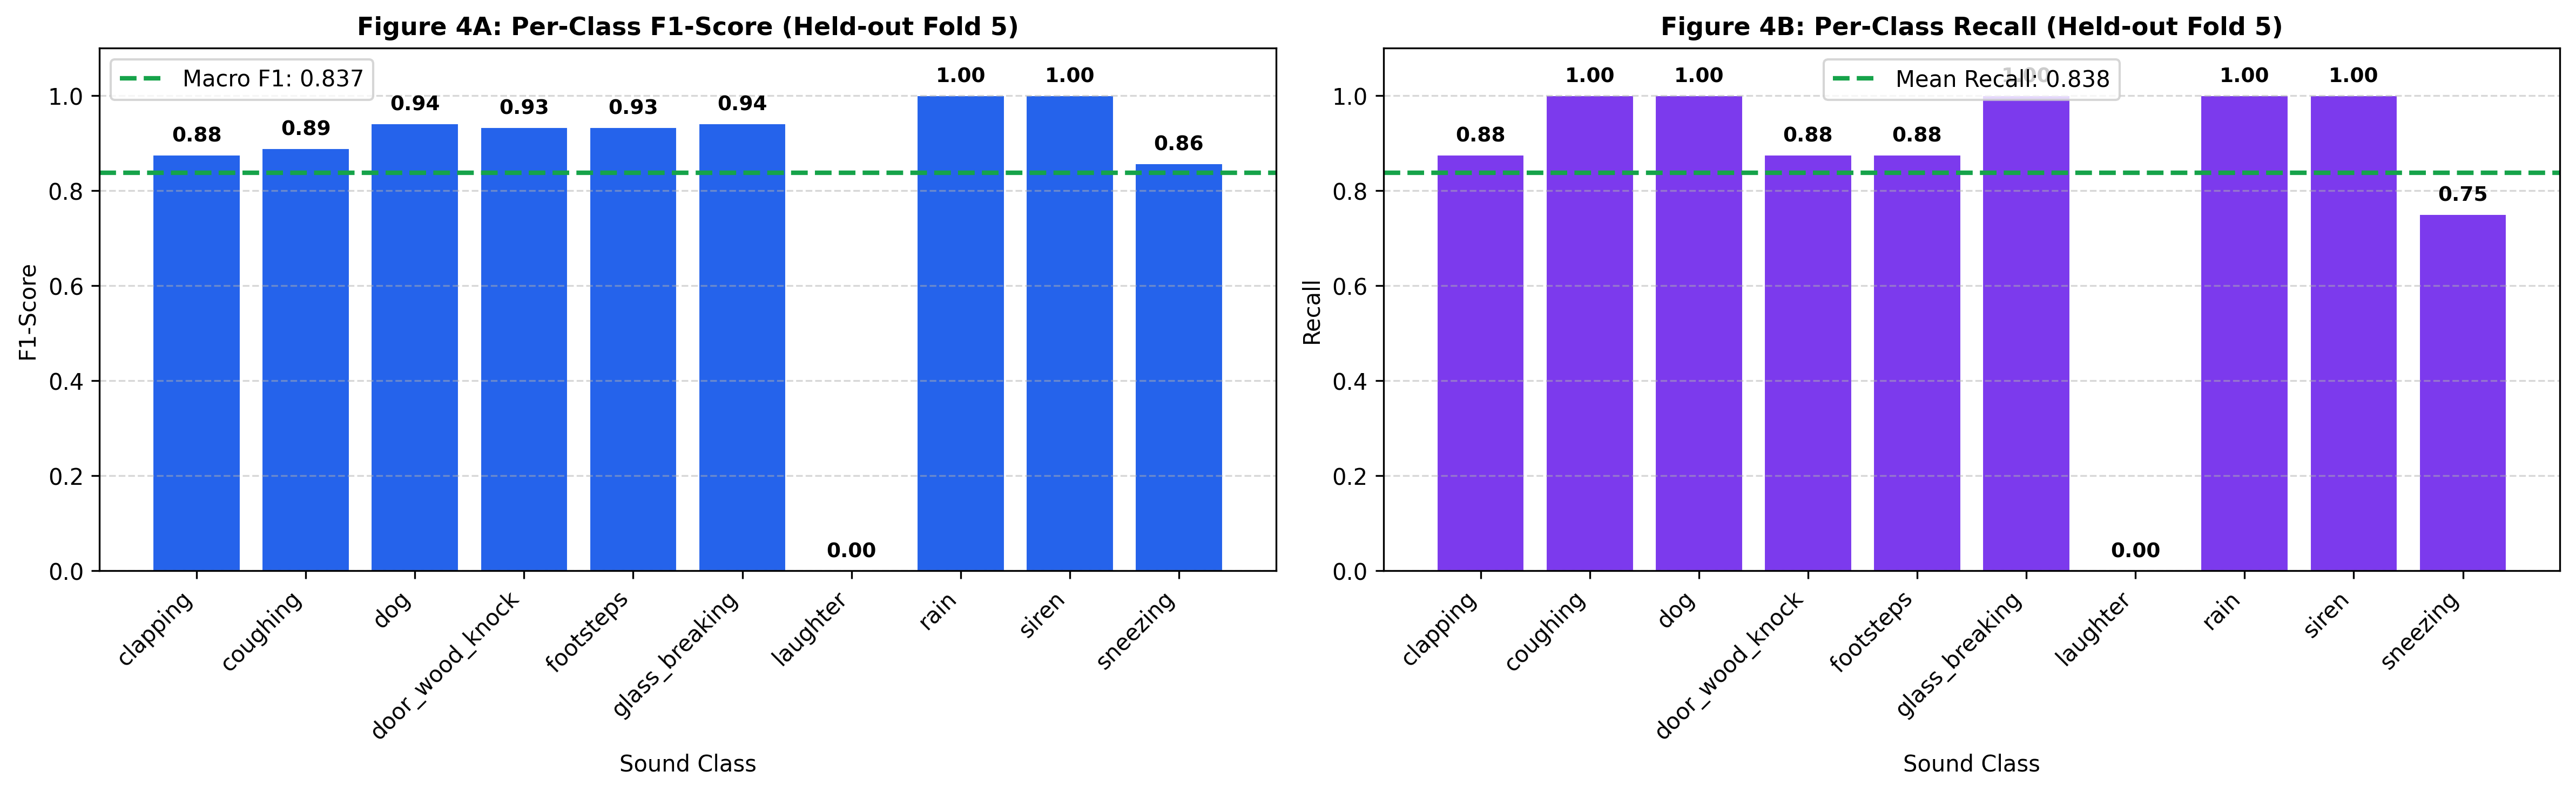 Figure 4A: Per-Class F1-Score (Held-out Fold 5)
Macro F1: 0.837
F1-Score
1.0
0.8
0.6
0.4
0.2
0.0
0.88
0.89
0.94
0.93
0.93
0.94
0.00
1.00
1.00
0.86
clapping
coughing
dog
door_wood_knock
footsteps
glass_breaking
laughter
rain
siren
sneezing
Sound Class
Figure 4B: Per-Class Recall (Held-out Fold 5)
Mean Recall: 0.838
Recall
1.0
0.8
0.6
0.4
0.2
0.0
0.88
1.00
1.00
0.88
0.88
1.00
0.00
1.00
1.00
0.75
clapping
coughing
dog
door_wood_knock
footsteps
glass_breaking
laughter
rain
siren
sneezing
Sound Class